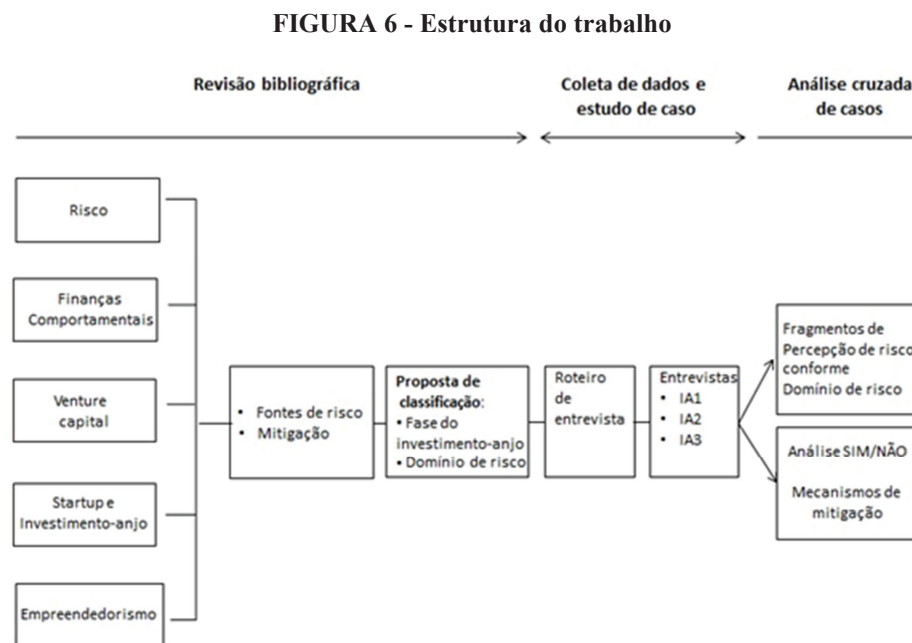 FIGURA 6 - Estrutura do trabalho
Revisão bibliográfica
Coleta de dados e
estudo de caso
Análise cruzada
de casos
Risco
Finanças
Comportamentais
Venture
capital
Startup e
Investimento-anjo
Empreendedorismo
• Fontes de risco
• Mitigação
Proposta de
classificação:
• Fase do
investimento-anjo
• Domínio de risco
Roteiro
de
entrevista
Entrevistas
• IA1
• IA2
• IA3
Fragmentos de
Percepção de risco
conforme
Domínio de risco
Análise SIM/NÃO
Mecanismos de
mitigação